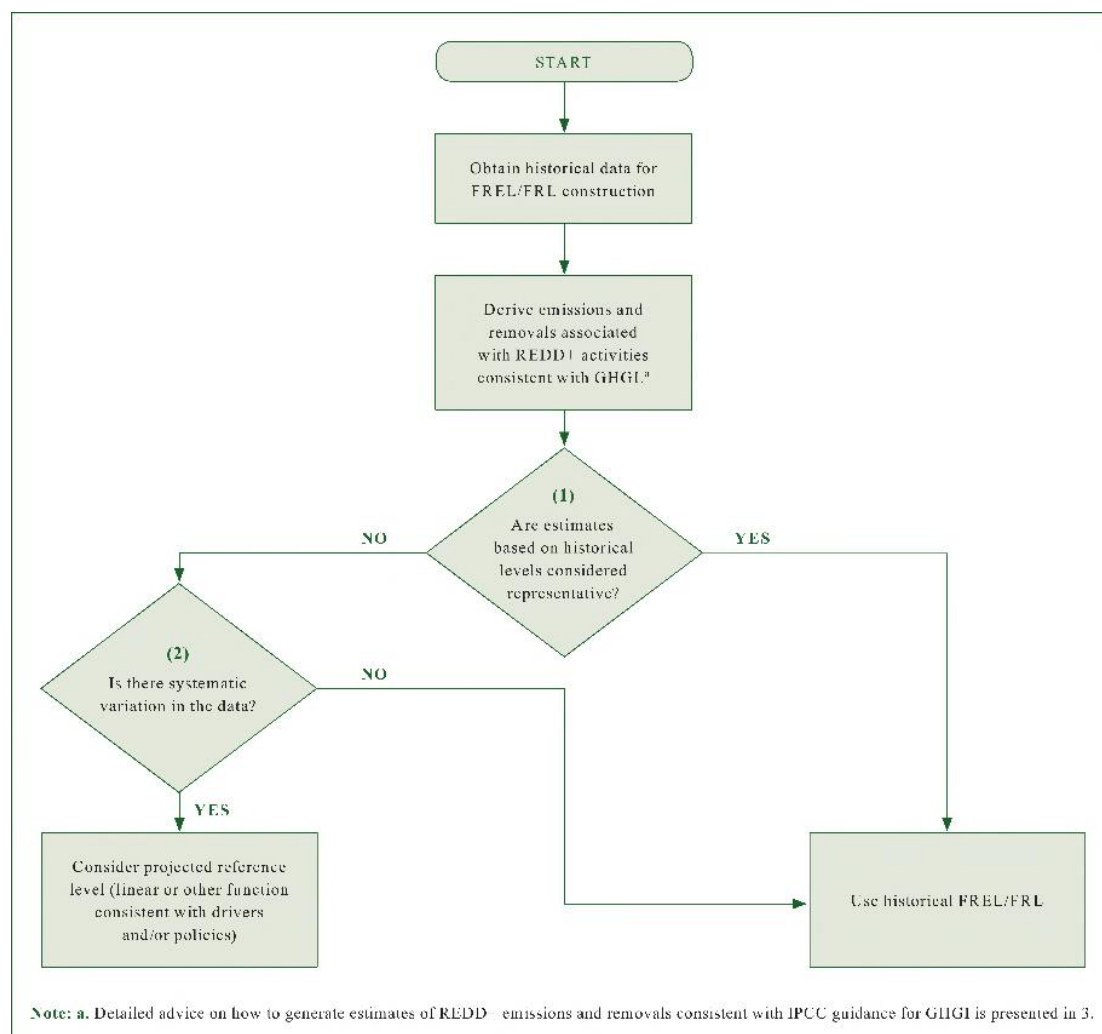 START
Obtain historical data for
FREL/FRL construction
Derive emissions and
removals associated
with REDD+ activities
consistent with GHGI,ᵃ
(1)
Are estimates
based on historical
levels considered
representative?
NO
YES
(2)
Is there systematic
variation in the data?
NO
YES
Consider projected reference
level (linear or other function
consistent with drivers
and/or policies)
Use historical FREL/FRL
Note: a. Detailed advice on how to generate estimates of REDD+ emissions and removals consistent with IPCC guidance for GHGI is presented in 3.